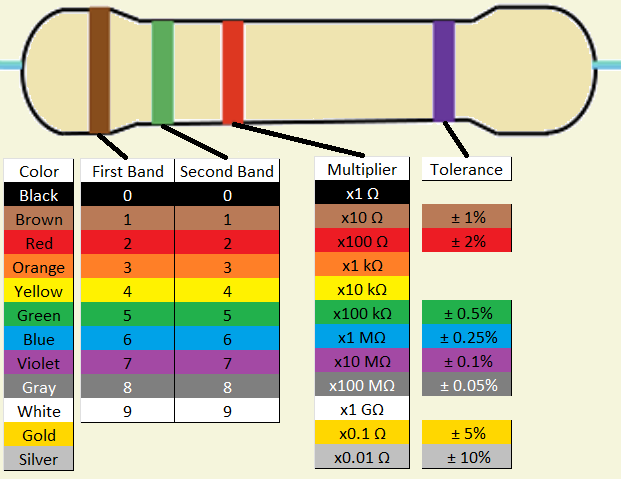 Color First Band Second Band Multiplier Tolerance
Black 0 0 x1 Ω
Brown 1 1 x10 Ω ± 1%
Red 2 2 x100 Ω ± 2%
Orange 3 3 x1 kΩ
Yellow 4 4 x10 kΩ
Green 5 5 x100 kΩ ± 0.5%
Blue 6 6 x1 MΩ ± 0.25%
Violet 7 7 x10 MΩ ± 0.1%
Gray 8 8 x100 MΩ ± 0.05%
White 9 9 x1 GΩ
Gold x0.1 Ω ± 5%
Silver x0.01 Ω ± 10%